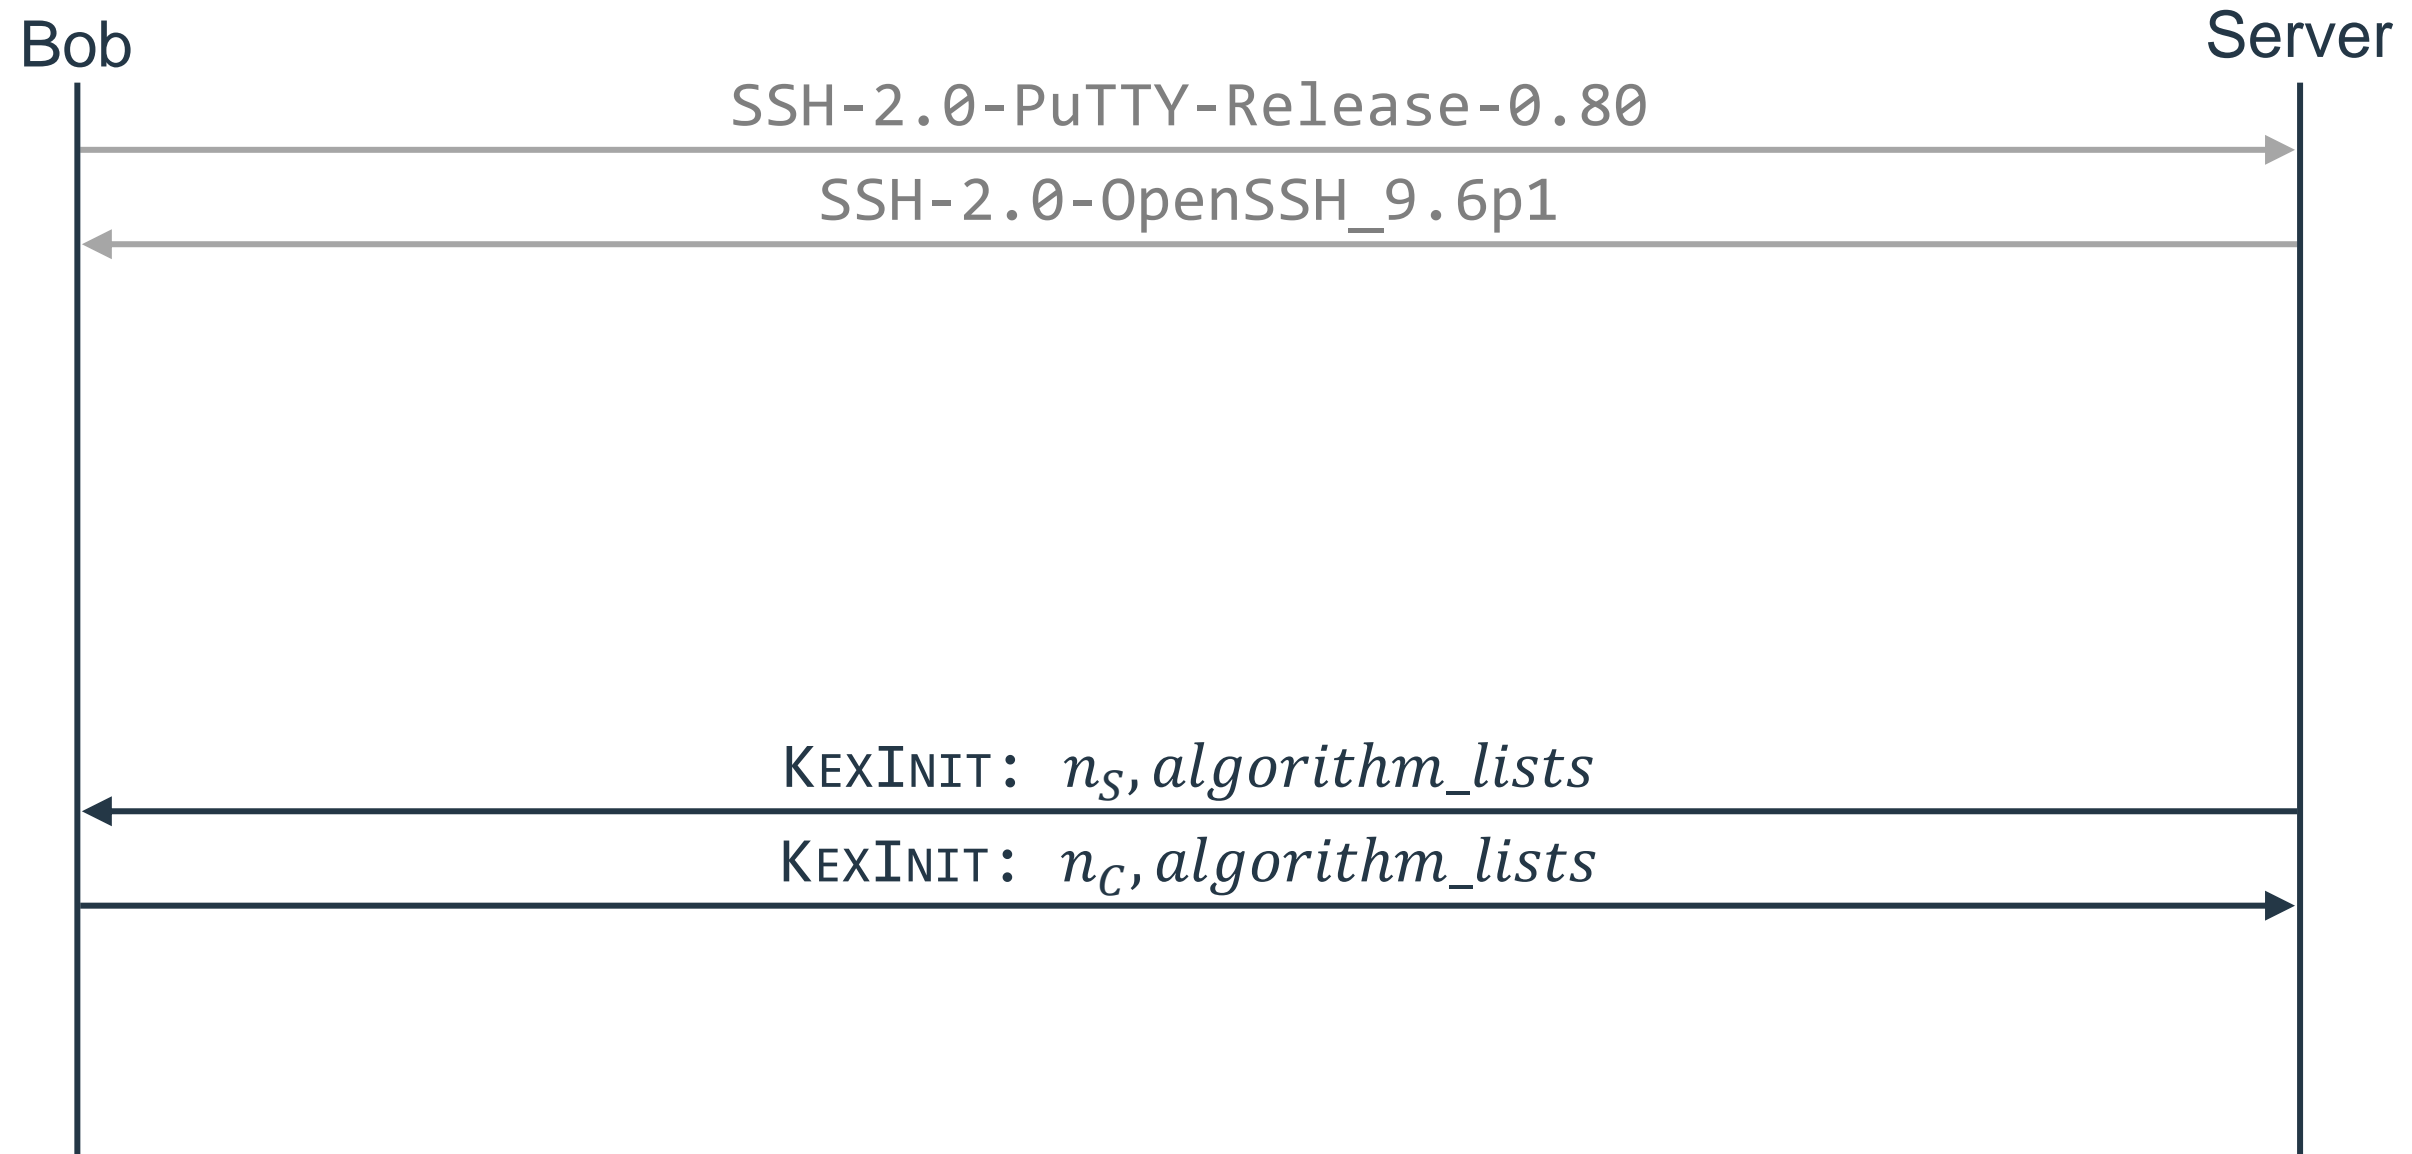 Bob
Server
SSH-2.0-PuTTY-Release-0.80
SSH-2.0-OpenSSH_9.6p1
KEXINIT: n_S, algorithm_lists
KEXINIT: n_C, algorithm_lists